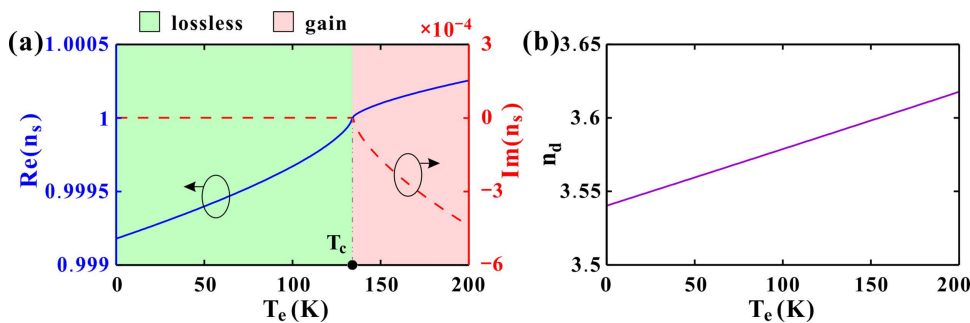 lossless gain
(a)
×10⁻⁴
1.0005
1
0.9995
0.999
Re(nₛ)
3
0
-3
-6
Im(nₛ)
T_c
0 50 100 150 200
Tₑ(K)
(b)
3.65
3.6
3.55
3.5
n_d
0 50 100 150 200
Tₑ(K)